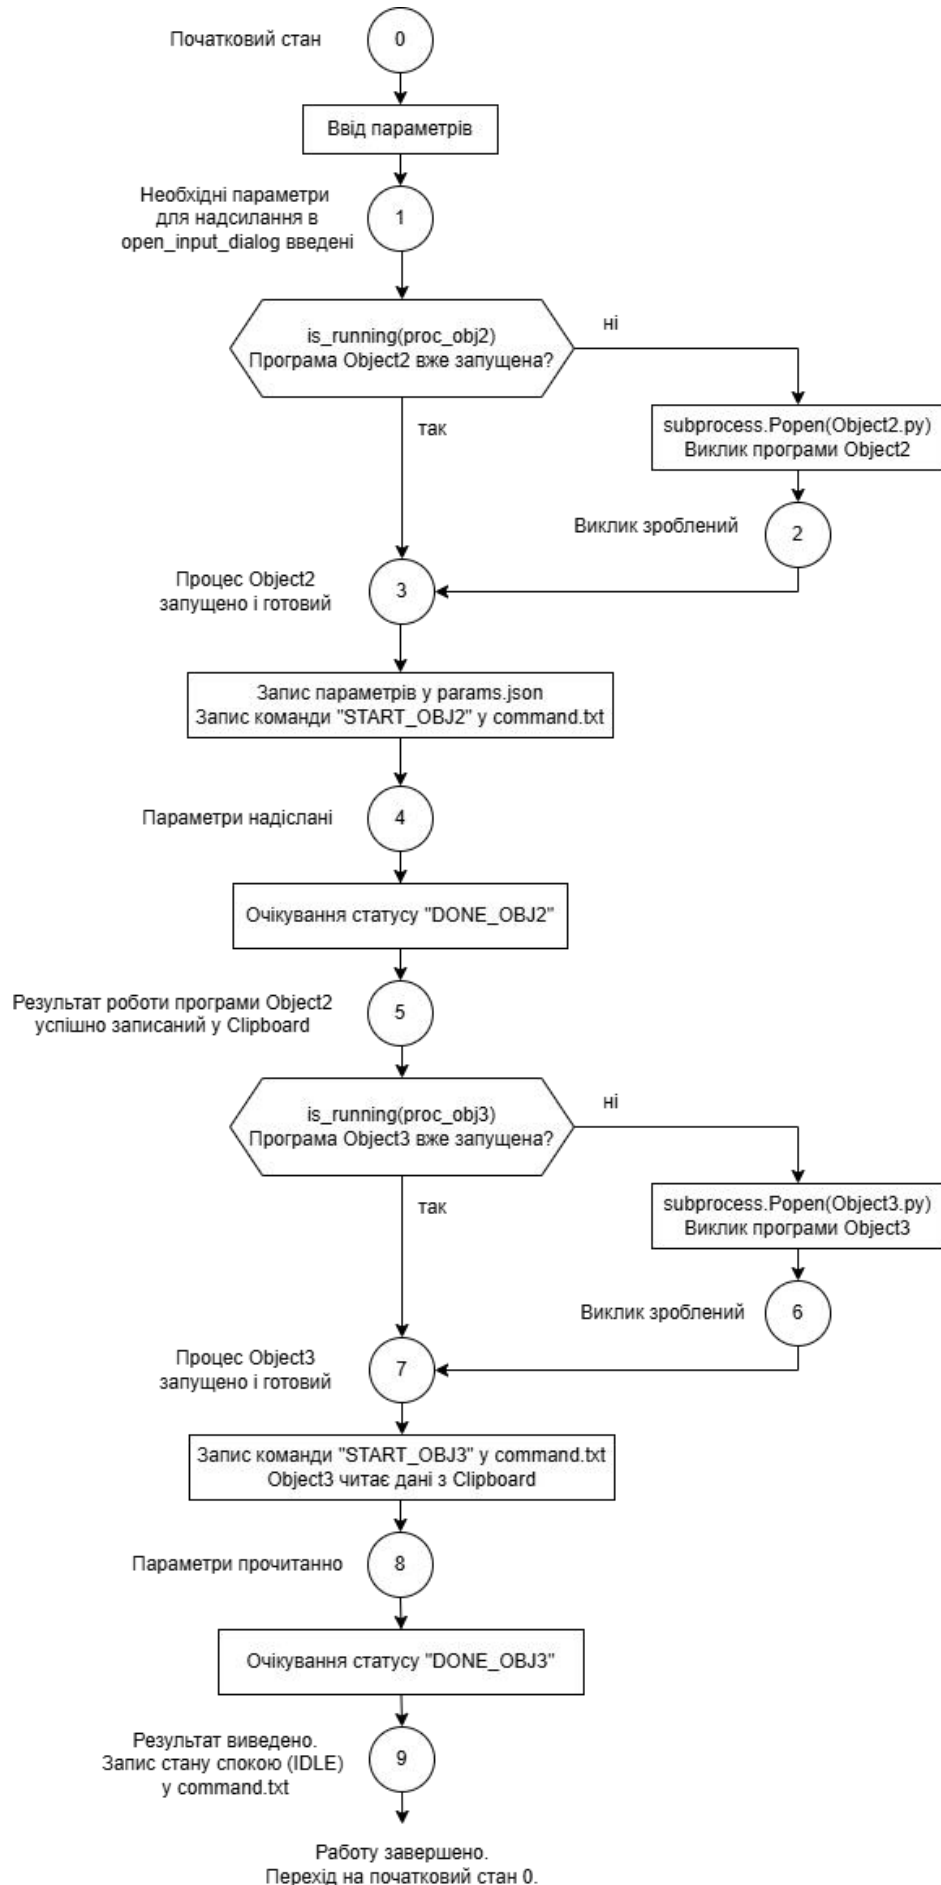 Початковий стан
0
Ввід параметрів
Необхідні параметри
для надсилання в
open_input_dialog введені
1
is_running(proc_obj2)
Програма Object2 вже запущена?
ні
так
subprocess.Popen(Object2.py)
Виклик програми Object2
Виклик зроблений
2
Процес Object2
запущено і готовий
3
Запис параметрів у params.json
Запис команди "START_OBJ2" у command.txt
Параметри надіслані
4
Очікування статусу "DONE_OBJ2"
Результат роботи програми Object2
успішно записаний у Clipboard
5
is_running(proc_obj3)
Програма Object3 вже запущена?
ні
так
subprocess.Popen(Object3.py)
Виклик програми Object3
Виклик зроблений
6
Процес Object3
запущено і готовий
7
Запис команди "START_OBJ3" у command.txt
Object3 читає дані з Clipboard
Параметри прочитанно
8
Очікування статусу "DONE_OBJ3"
Результат виведено.
Запис стану спокою (IDLE)
у command.txt
9
Работу завершено.
Перехід на початковий стан 0.